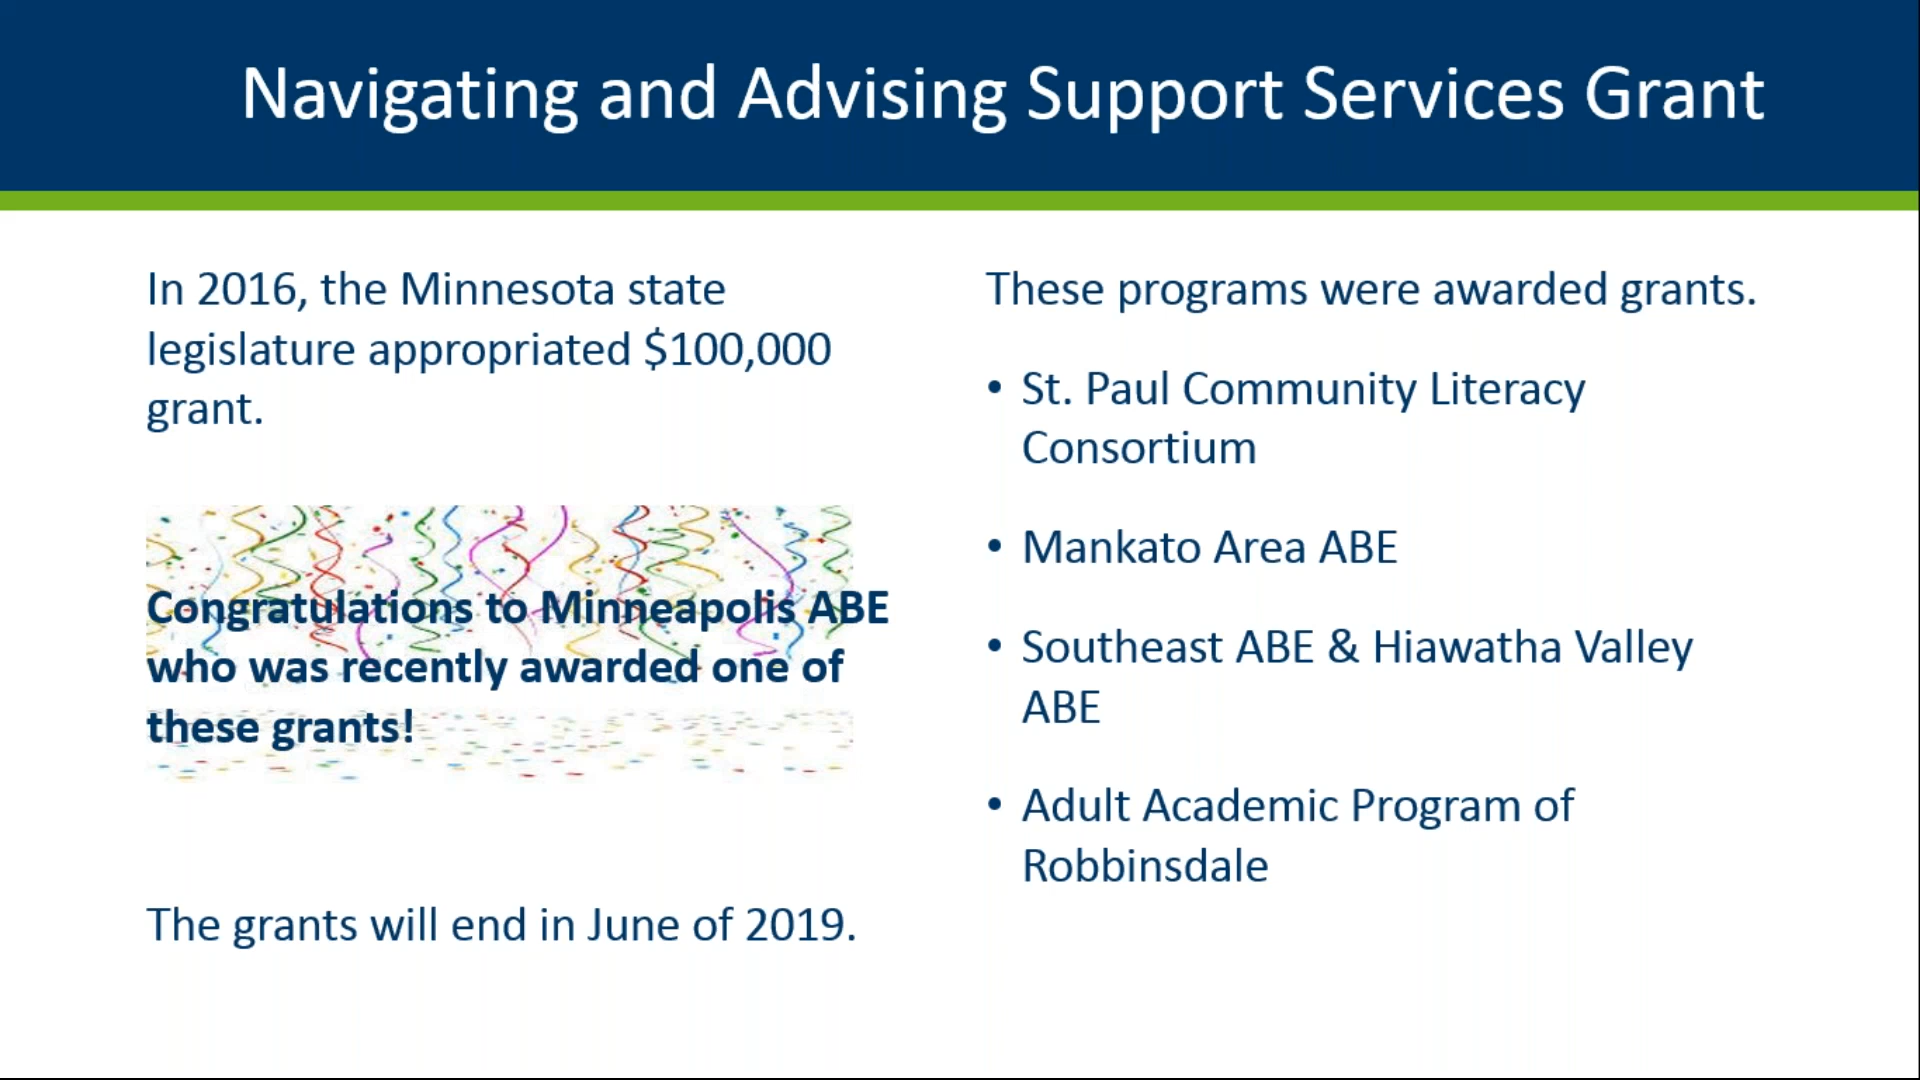 Navigating and Advising Support Services Grant
In 2016, the Minnesota state
legislature appropriated $100,000
grant.
Congratulations to Minneapolis ABE
who was recently awarded one of
these grants!
The grants will end in June of 2019.
These programs were awarded grants.
• St. Paul Community Literacy
Consortium
• Mankato Area ABE
• Southeast ABE & Hiawatha Valley
ABE
• Adult Academic Program of
Robbinsdale